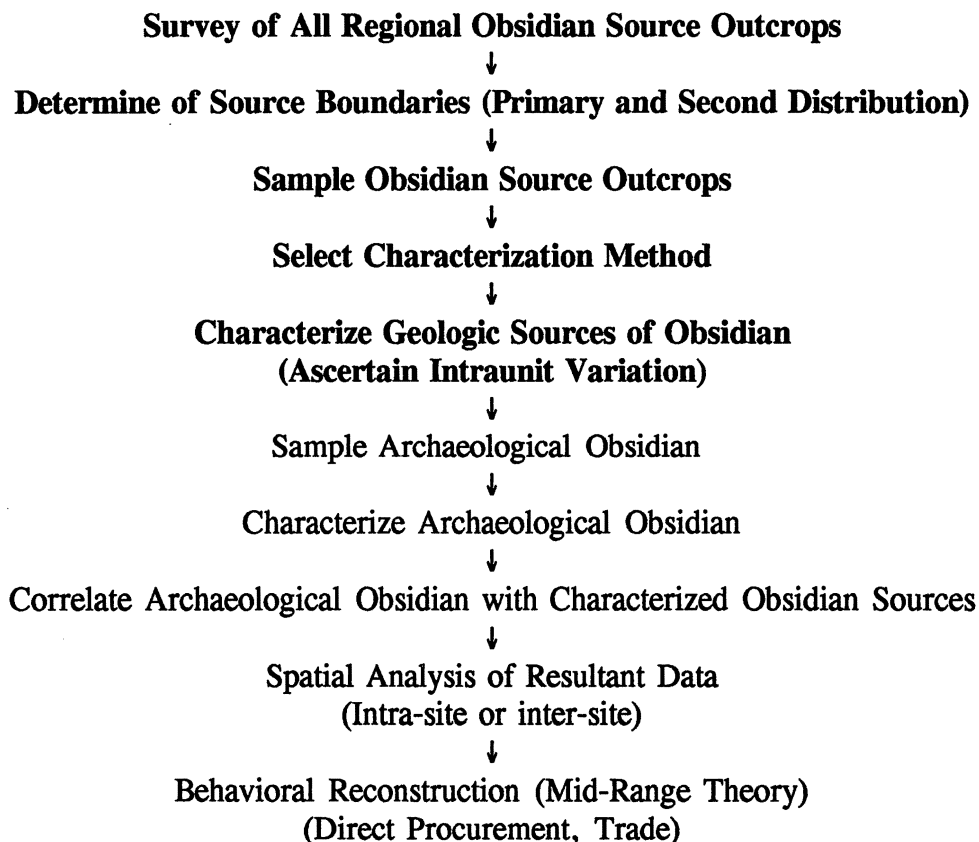 Survey of All Regional Obsidian Source Outcrops
↓
Determine of Source Boundaries (Primary and Second Distribution)
↓
Sample Obsidian Source Outcrops
↓
Select Characterization Method
↓
Characterize Geologic Sources of Obsidian
(Ascertain Intraunit Variation)
↓
Sample Archaeological Obsidian
↓
Characterize Archaeological Obsidian
↓
Correlate Archaeological Obsidian with Characterized Obsidian Sources
↓
Spatial Analysis of Resultant Data
(Intra-site or inter-site)
↓
Behavioral Reconstruction (Mid-Range Theory)
(Direct Procurement, Trade)